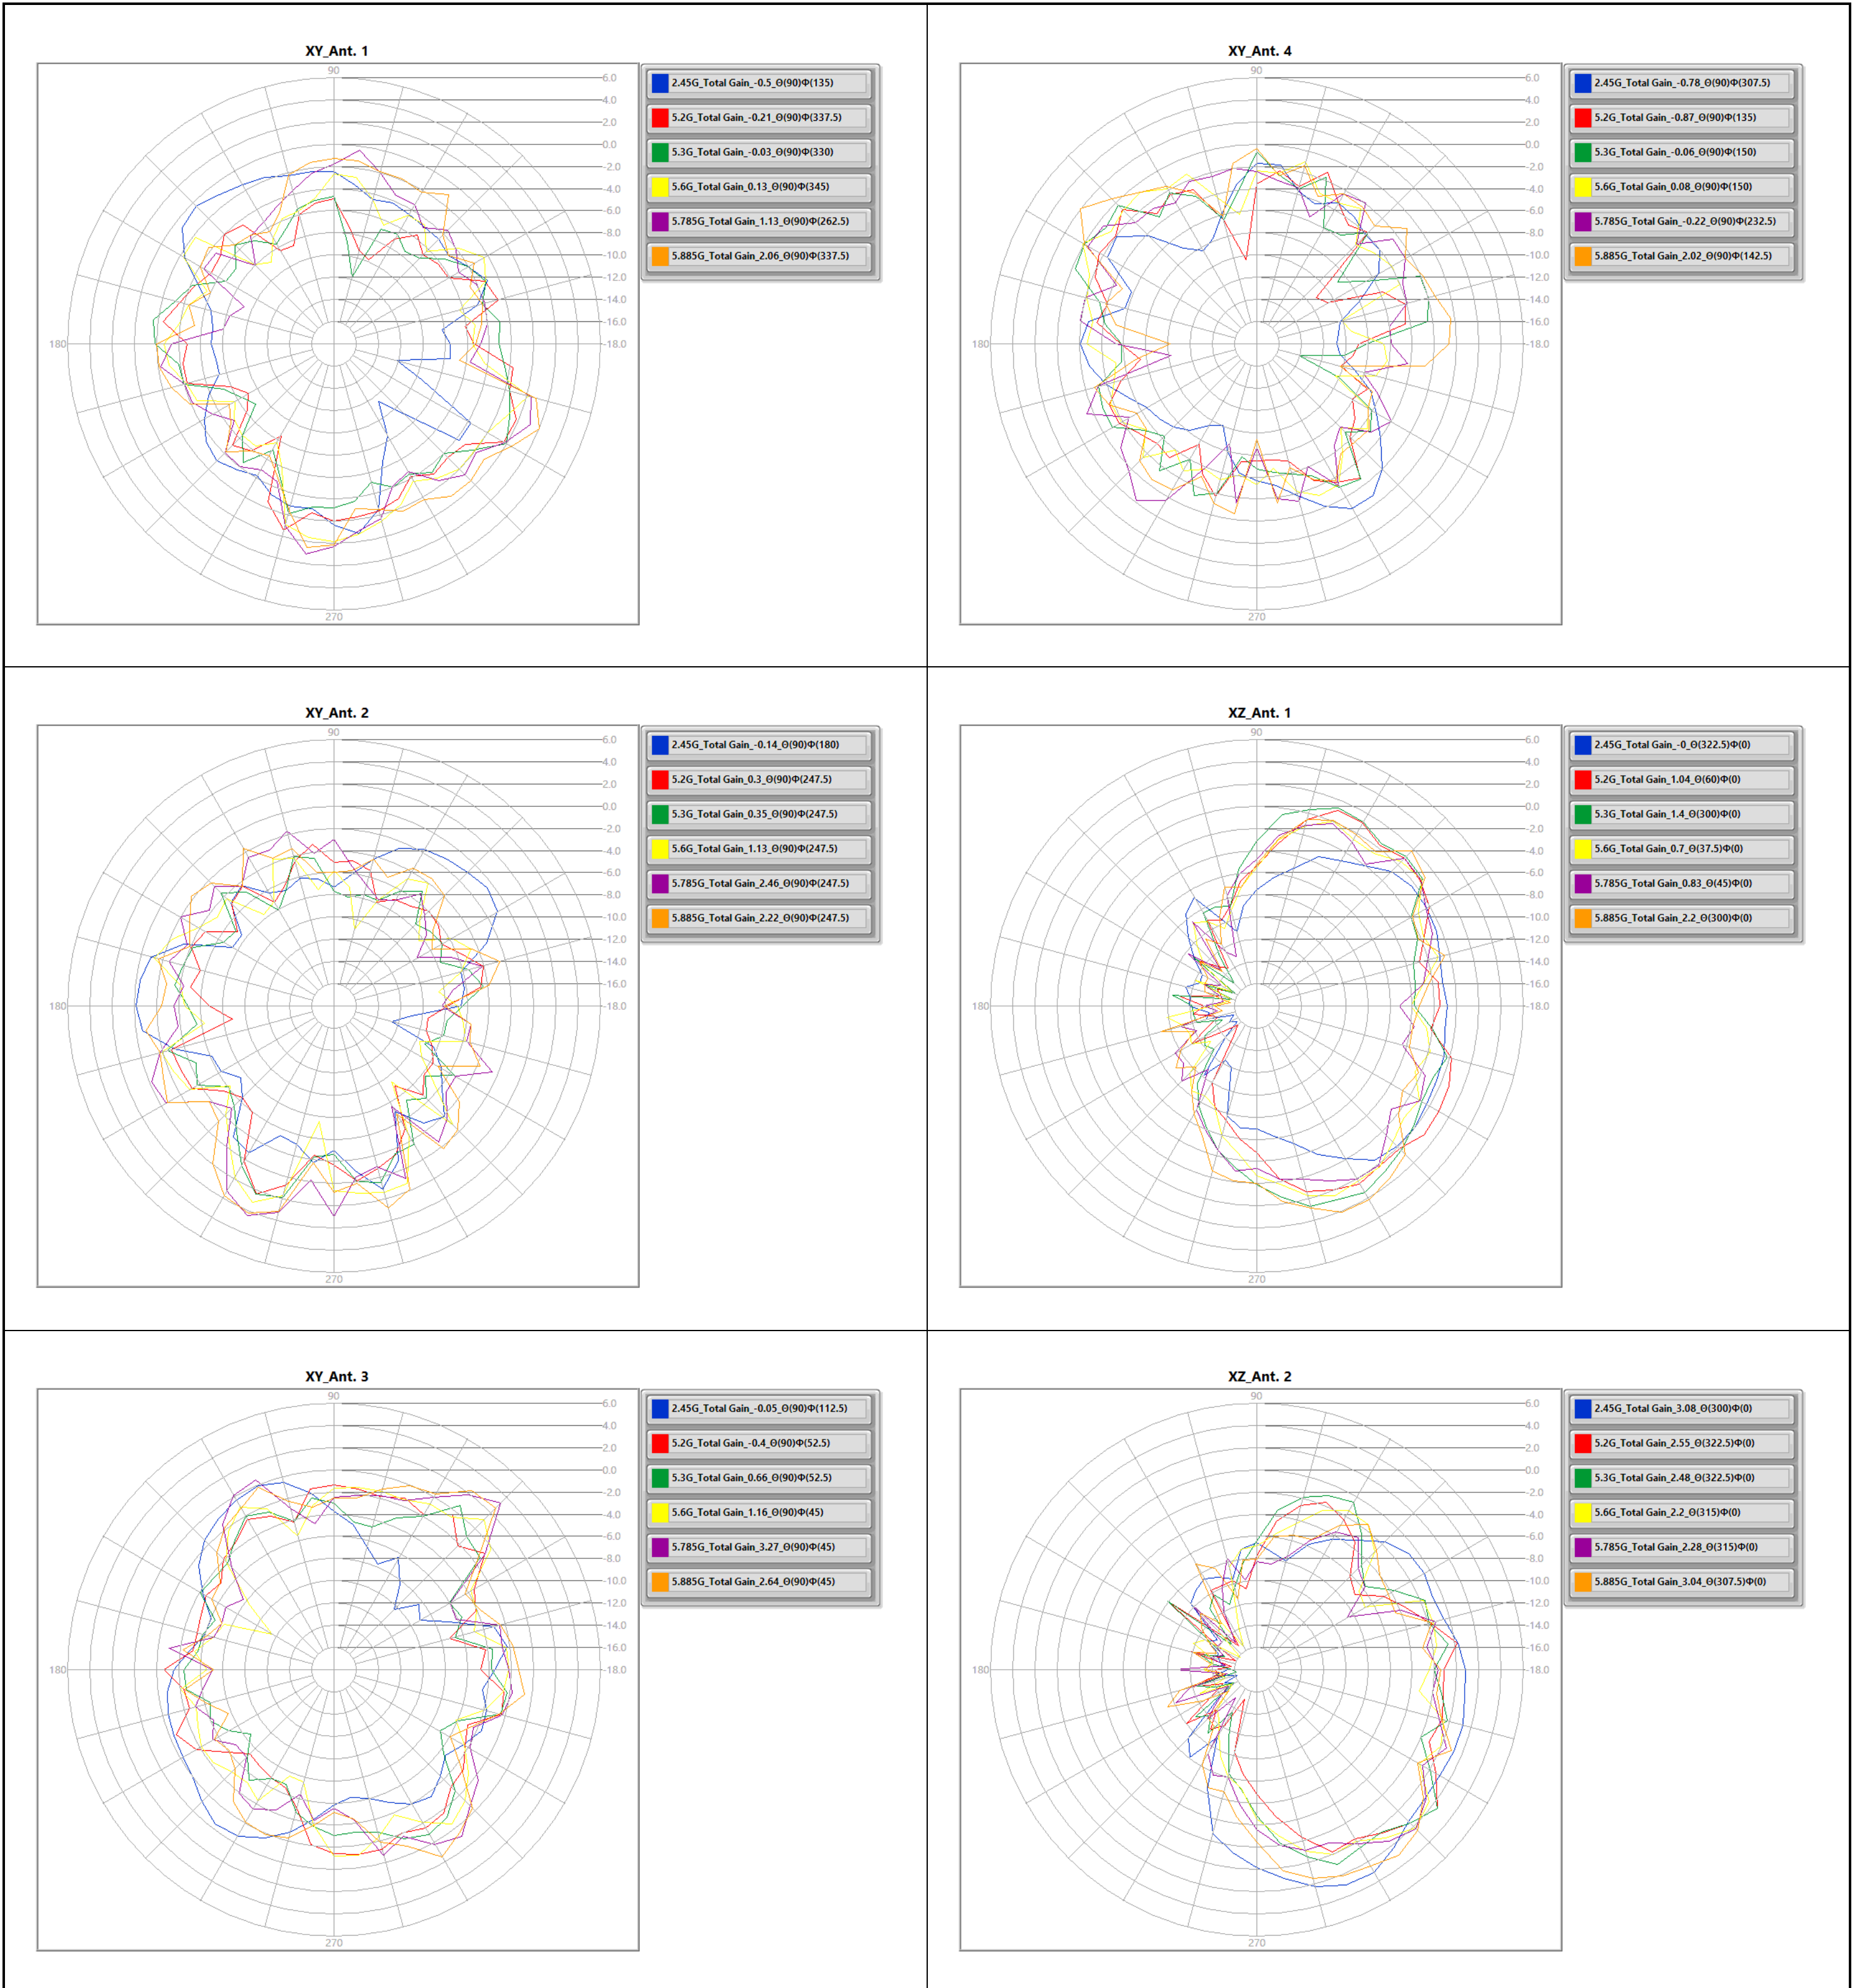 XY_Ant. 1
90
6.0
4.0
2.0
0.0
-2.0
-4.0
-6.0
-8.0
-10.0
-12.0
-14.0
-16.0
-18.0
180
270
2.45G_Total Gain_-0.5_Θ(90)Φ(135)
5.2G_Total Gain_-0.21_Θ(90)Φ(337.5)
5.3G_Total Gain_-0.03_Θ(90)Φ(330)
5.6G_Total Gain_0.13_Θ(90)Φ(345)
5.785G_Total Gain_1.13_Θ(90)Φ(262.5)
5.885G_Total Gain_2.06_Θ(90)Φ(337.5)
XY_Ant. 4
90
6.0
4.0
2.0
0.0
-2.0
-4.0
-6.0
-8.0
-10.0
-12.0
-14.0
-16.0
-18.0
180
270
2.45G_Total Gain_-0.78_Θ(90)Φ(307.5)
5.2G_Total Gain_-0.87_Θ(90)Φ(135)
5.3G_Total Gain_-0.06_Θ(90)Φ(150)
5.6G_Total Gain_0.08_Θ(90)Φ(150)
5.785G_Total Gain_-0.22_Θ(90)Φ(232.5)
5.885G_Total Gain_2.02_Θ(90)Φ(142.5)
XY_Ant. 2
90
6.0
4.0
2.0
0.0
-2.0
-4.0
-6.0
-8.0
-10.0
-12.0
-14.0
-16.0
-18.0
180
270
2.45G_Total Gain_-0.14_Θ(90)Φ(180)
5.2G_Total Gain_0.3_Θ(90)Φ(247.5)
5.3G_Total Gain_0.35_Θ(90)Φ(247.5)
5.6G_Total Gain_1.13_Θ(90)Φ(247.5)
5.785G_Total Gain_2.46_Θ(90)Φ(247.5)
5.885G_Total Gain_2.22_Θ(90)Φ(247.5)
XZ_Ant. 1
90
6.0
4.0
2.0
0.0
-2.0
-4.0
-6.0
-8.0
-10.0
-12.0
-14.0
-16.0
-18.0
180
270
2.45G_Total Gain_-0_Θ(322.5)Φ(0)
5.2G_Total Gain_1.04_Θ(60)Φ(0)
5.3G_Total Gain_1.4_Θ(300)Φ(0)
5.6G_Total Gain_0.7_Θ(37.5)Φ(0)
5.785G_Total Gain_0.83_Θ(45)Φ(0)
5.885G_Total Gain_2.2_Θ(300)Φ(0)
XY_Ant. 3
90
6.0
4.0
2.0
0.0
-2.0
-4.0
-6.0
-8.0
-10.0
-12.0
-14.0
-16.0
-18.0
180
270
2.45G_Total Gain_-0.05_Θ(90)Φ(112.5)
5.2G_Total Gain_-0.4_Θ(90)Φ(52.5)
5.3G_Total Gain_0.66_Θ(90)Φ(52.5)
5.6G_Total Gain_1.16_Θ(90)Φ(45)
5.785G_Total Gain_3.27_Θ(90)Φ(45)
5.885G_Total Gain_2.64_Θ(90)Φ(45)
XZ_Ant. 2
90
6.0
4.0
2.0
0.0
-2.0
-4.0
-6.0
-8.0
-10.0
-12.0
-14.0
-16.0
-18.0
180
270
2.45G_Total Gain_3.08_Θ(300)Φ(0)
5.2G_Total Gain_2.55_Θ(322.5)Φ(0)
5.3G_Total Gain_2.48_Θ(322.5)Φ(0)
5.6G_Total Gain_2.2_Θ(315)Φ(0)
5.785G_Total Gain_2.28_Θ(315)Φ(0)
5.885G_Total Gain_3.04_Θ(307.5)Φ(0)